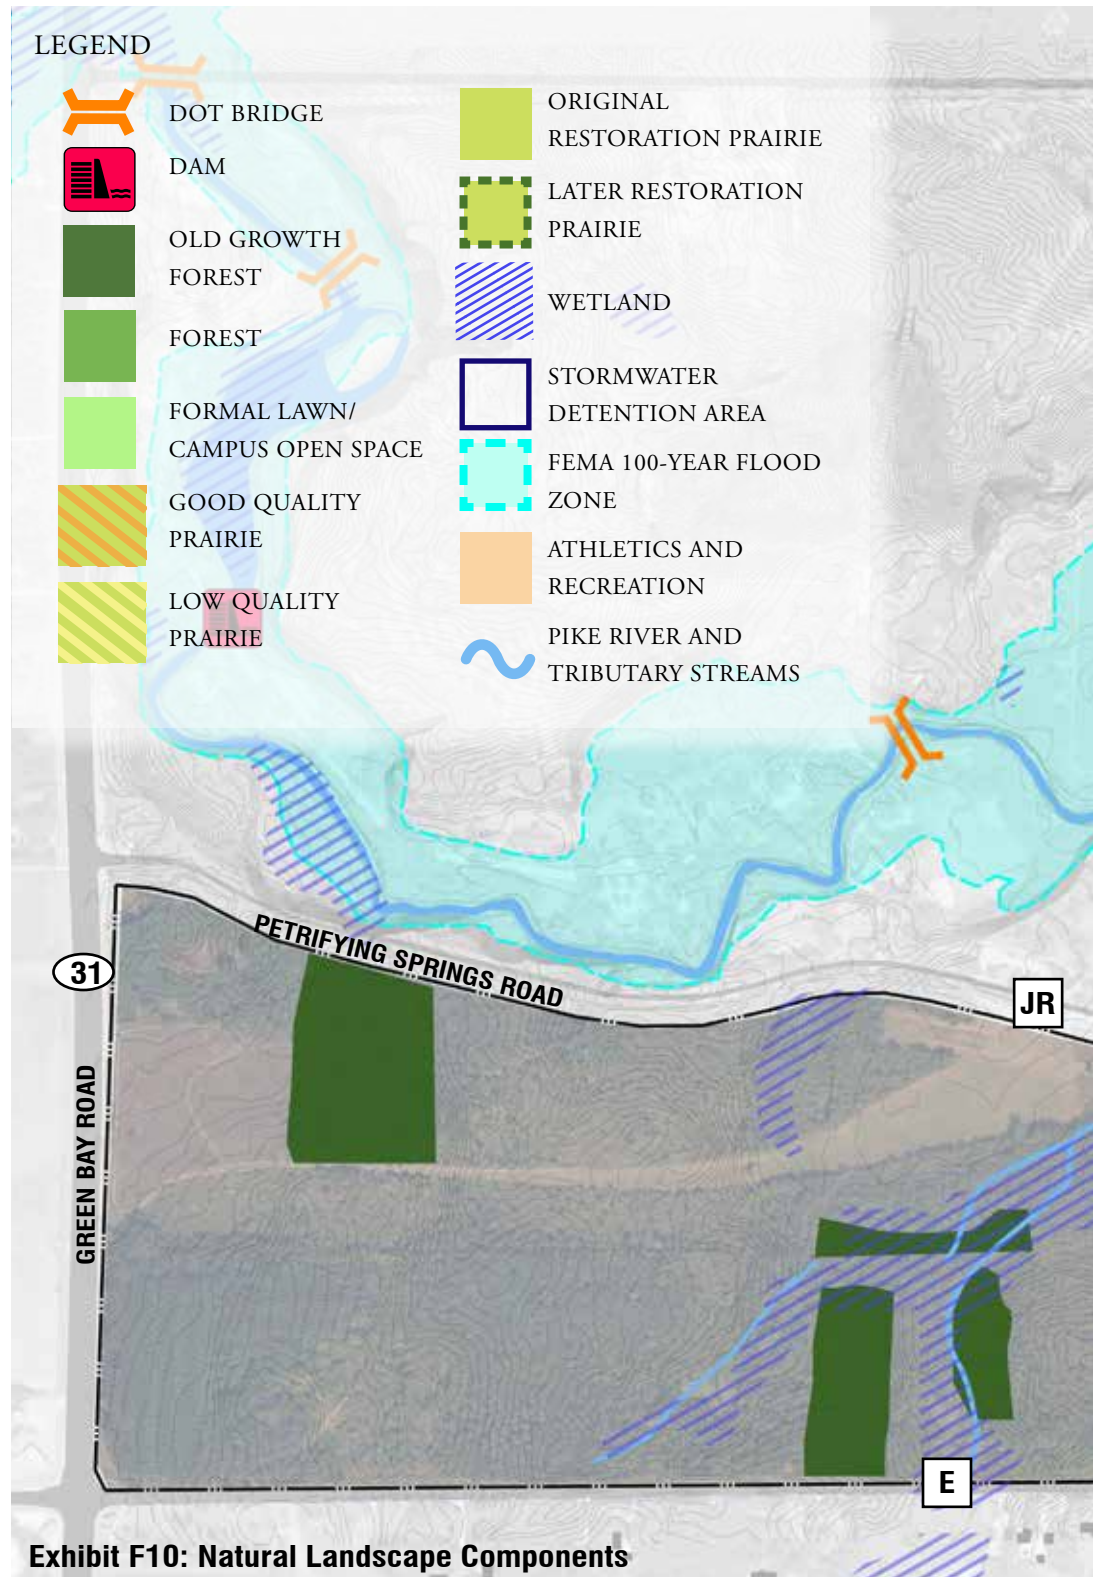 LEGEND
DOT BRIDGE
DAM
OLD GROWTH
FOREST
FOREST
FORMAL LAWN/
CAMPUS OPEN SPACE
GOOD QUALITY
PRAIRIE
LOW QUALITY
PRAIRIE
ORIGINAL
RESTORATION PRAIRIE
LATER RESTORATION
PRAIRIE
WETLAND
STORMWATER
DETENTION AREA
FEMA 100-YEAR FLOOD
ZONE
ATHLETICS AND
RECREATION
PIKE RIVER AND
TRIBUTARY STREAMS
PETRIFYING SPRINGS ROAD
31
JR
GREEN BAY ROAD
E
Exhibit F10: Natural Landscape Components